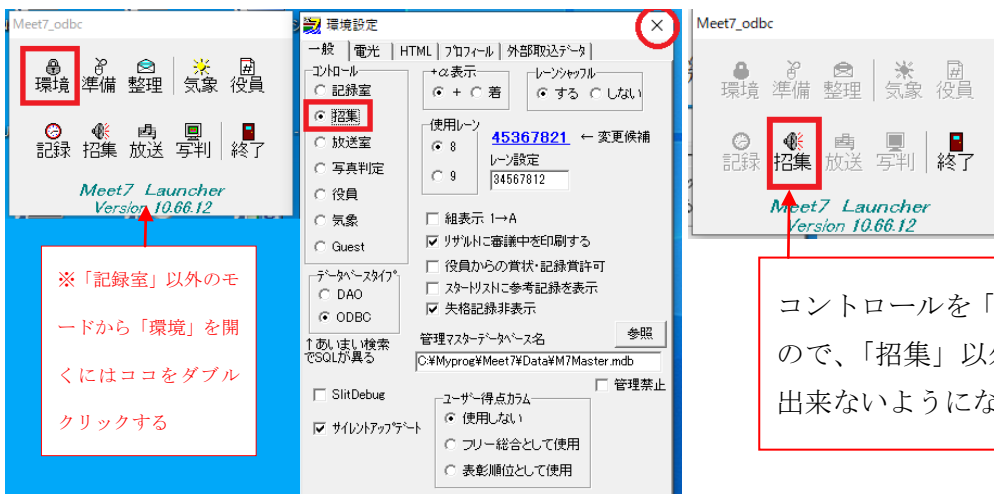 Meet7_odbc
環境 準備 整理 気象 役員
記録 招集 放送 写判 終了
Meet7 Launcher
Version 10.66.12
※「記録室」以外のモ
ードから「環境」を開
くにはココをダブル
クリックする
環境設定
一般 電光 HTML プロフィール 外部取込データ
コントロール
記録室
招集
放送室
写真判定
役員
気象
Guest
データベースタイプ
DAO
ODBC
↑あいまい検索
でSQLが異る
SlitDebug
サイレントアップデート
+α表示
+ 着
レーンシャッフル
する しない
使用レーン
8
9
45367821 ← 変更候補
レーン設定
34567812
組表示 1→A
リザルトに審議中を印刷する
役員からの賞状・記録賞許可
スタートリストに参考記録を表示
失格記録非表示
管理マスターデータベース名
参照
C:¥Myprog¥Meet7¥Data¥M7Master.mdb
管理禁止
ユーザー得点カラム
使用しない
フリー総合として使用
表彰順位として使用
Meet7_odbc
環境 準備 整理 気象 役員
記録 招集 放送 写判 終了
Meet7 Launcher
Version 10.66.12
コントロールを「
ので、「招集」以
出来ないようにな